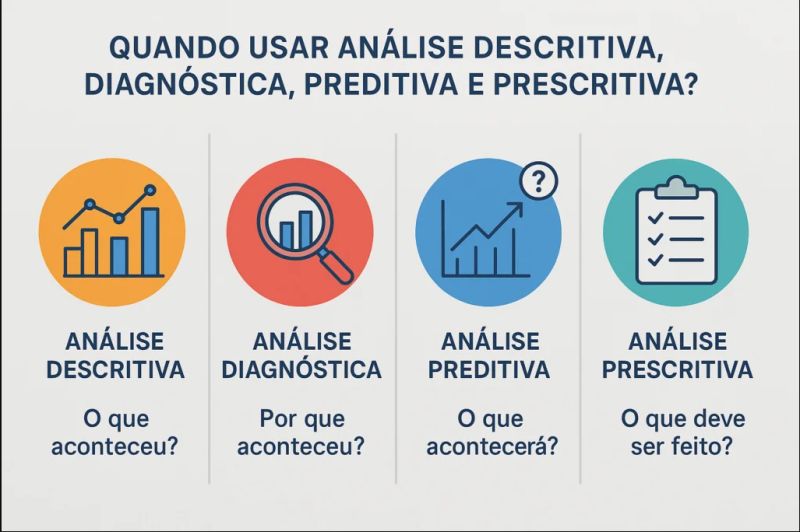 QUANDO USAR ANÁLISE DESCRITIVA,
DIAGNÓSTICA, PREDITIVA E PRESCRITIVA?
?
ANÁLISE
DESCRITIVA
O que
aconteceu?
ANÁLISE
DIAGNÓSTICA
Por que
aconteceu?
ANÁLISE
PREDITIVA
O que
acontecerá?
ANÁLISE
PRESCRITIVA
O que deve
ser feito?